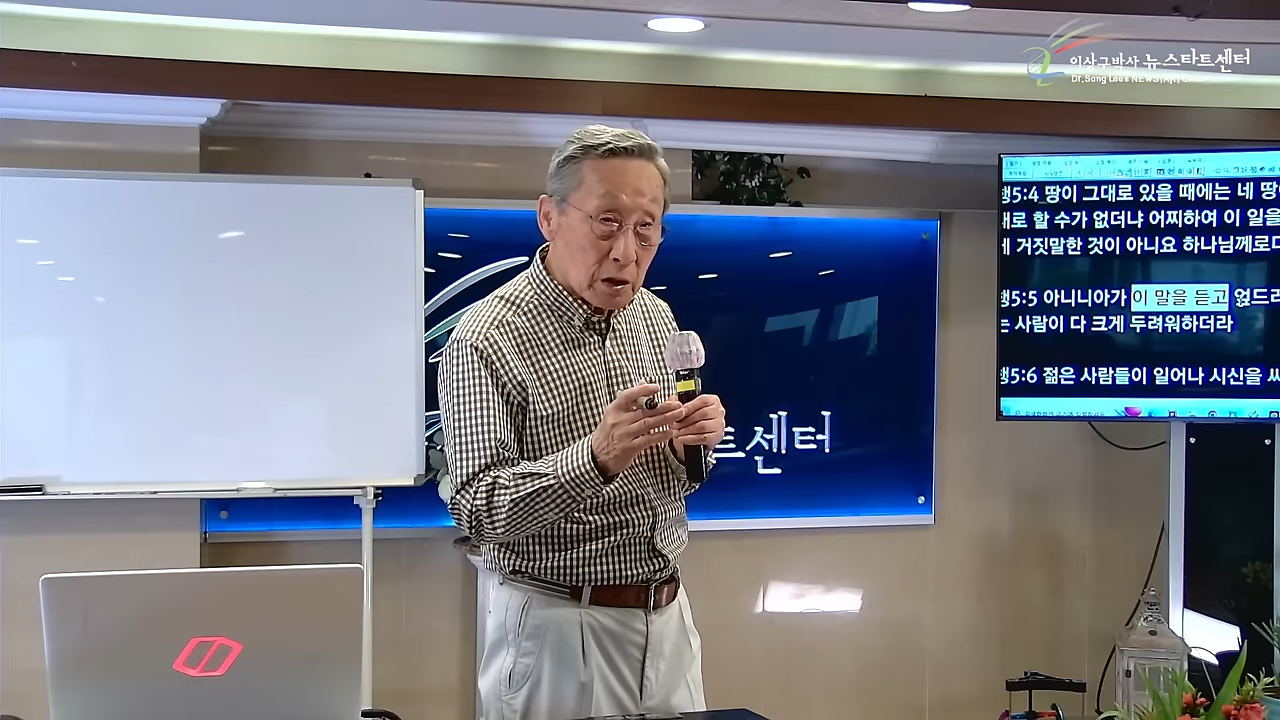 이상구박사 뉴스타트센터
Dr.Sang Lee's NEWSTART Center
행5:4 땅이 그대로 있을 때에는 네 땅
대로 할 수가 없더냐 어찌하여 이 일을
게 거짓말한 것이 아니요 하나님께로다
행5:5 아니니아가 이 말을 듣고 엎드러
는 사람이 다 크게 두려워하더라
행5:6 젊은 사람들이 일어나 시신을 싸
트센터